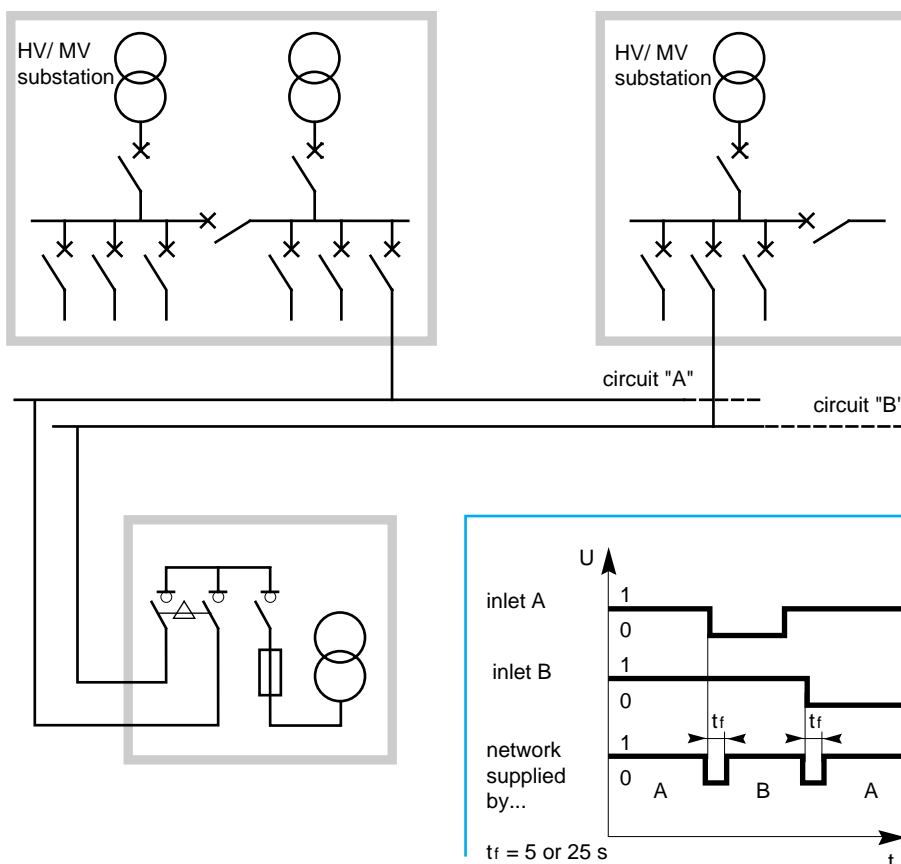 HV/ MV
substation
HV/ MV
substation
circuit "A"
circuit "B"
U
inlet A
1
0
inlet B
1
0
tf
tf
network
supplied
by...
1
0
A
B
A
tf = 5 or 25 s
t